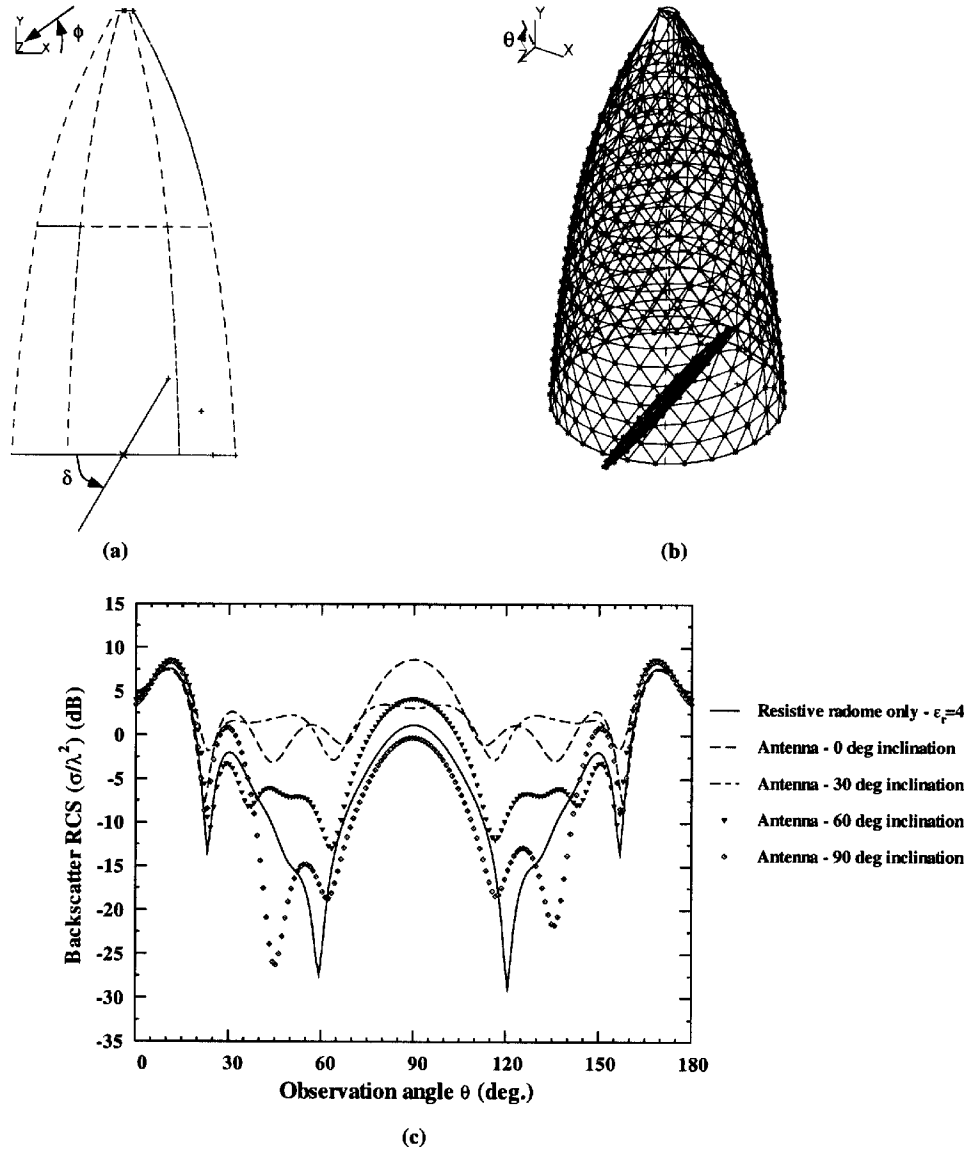 Y
ϕ
Z X
Y
θ
Z X
δ
(a)
(b)
15
10
5
0
-5
-10
-15
-20
-25
-30
-35
Backscatter RCS (σ/λ²) (dB)
0 30 60 90 120 150 180
Observation angle θ (deg.)
Resistive radome only - εr=4
Antenna - 0 deg inclination
Antenna - 30 deg inclination
Antenna - 60 deg inclination
Antenna - 90 deg inclination
(c)